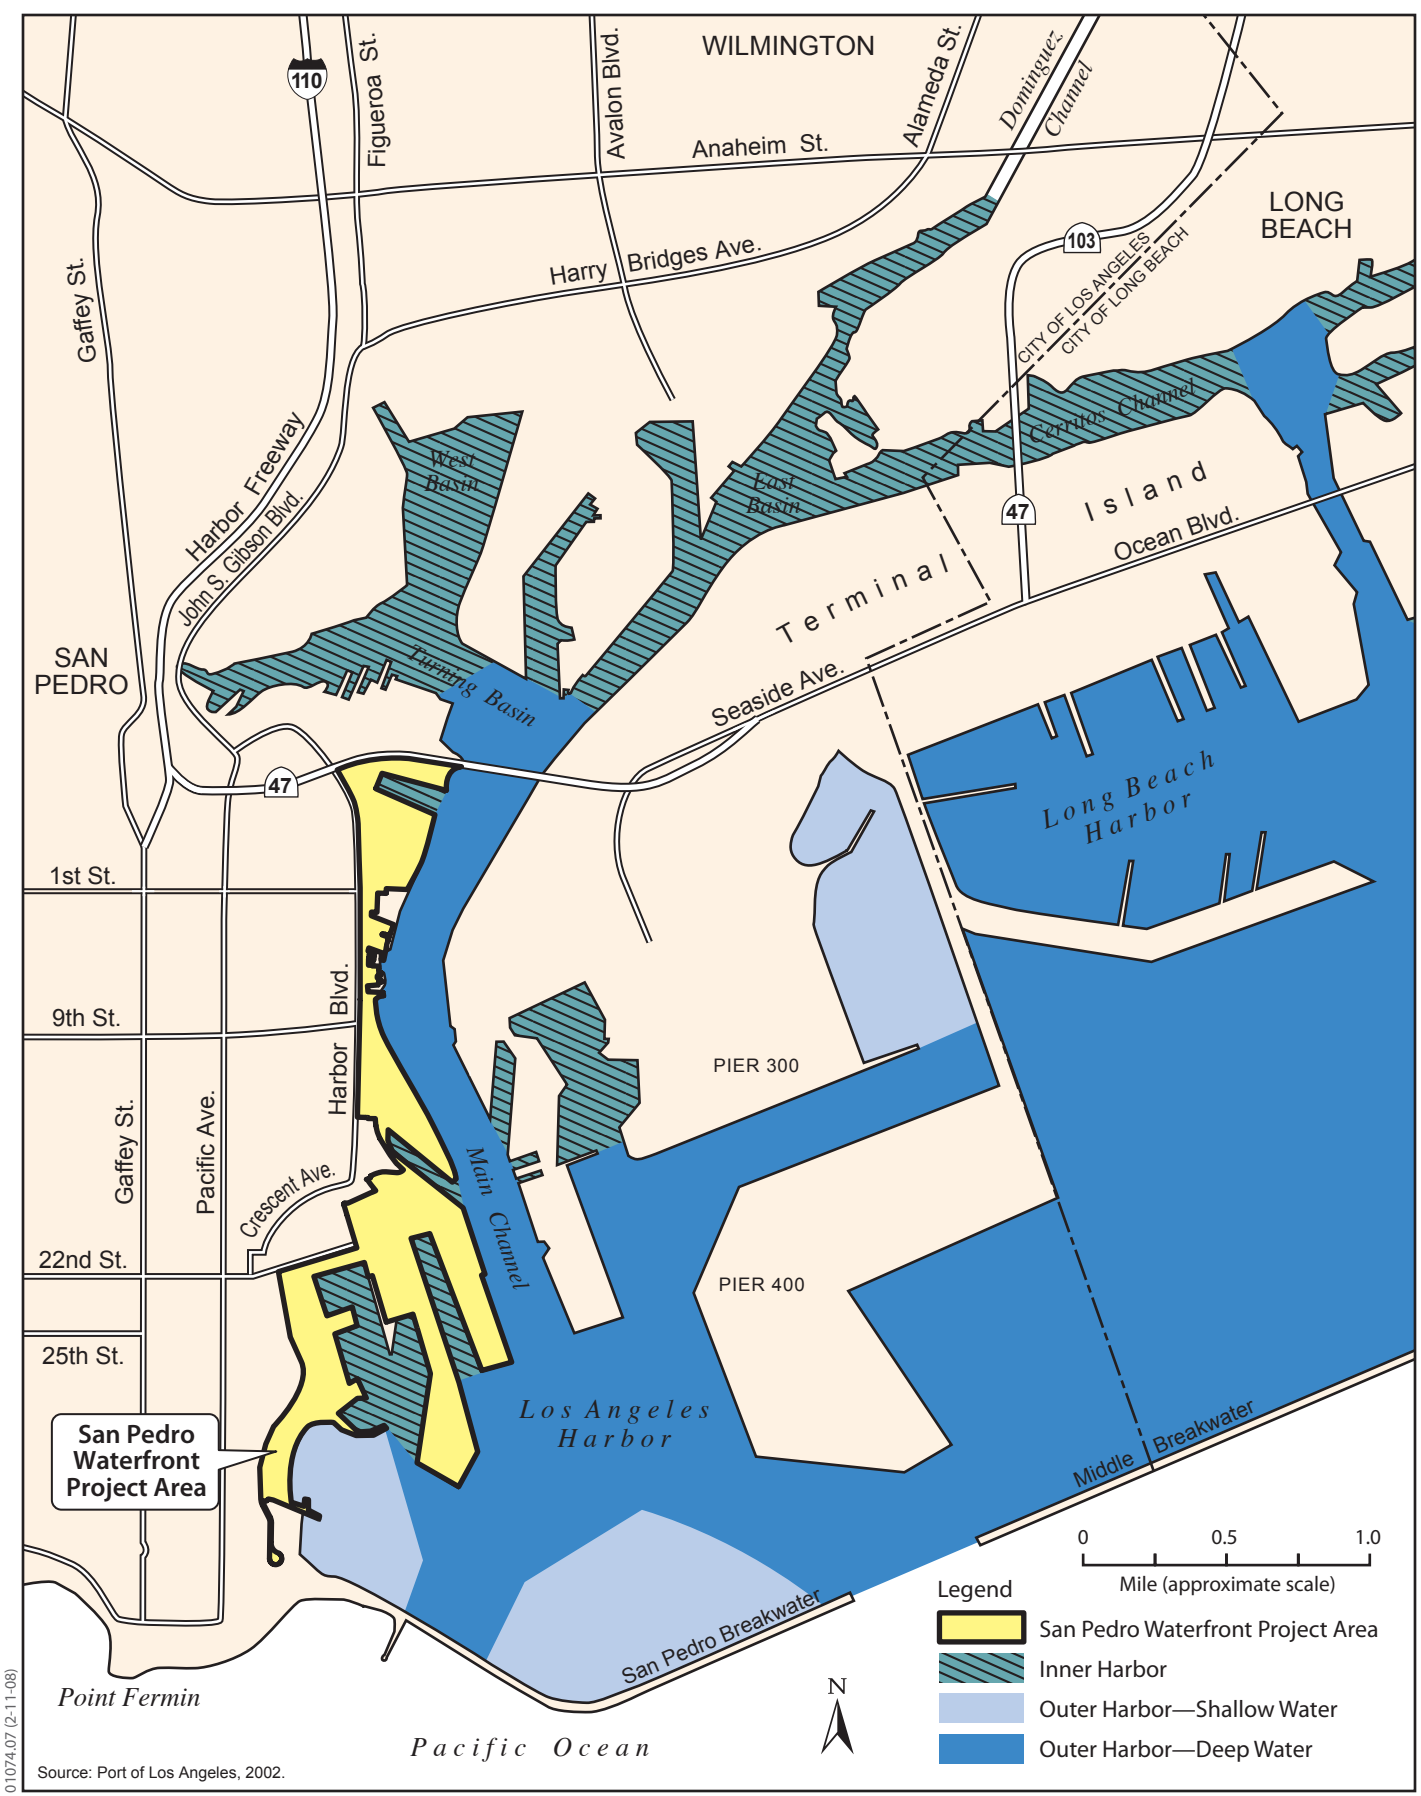 WILMINGTON
110
Figueroa St.
Avalon Blvd.
Alameda St.
Dominguez
Channel
Anaheim St.
LONG
BEACH
103
CITY OF LOS ANGELES
CITY OF LONG BEACH
Harry Bridges Ave.
Gaffey St.
Harbor Freeway
John S. Gibson Blvd.
West
Basin
East
Basin
Cerritos Channel
47
Terminal Island
Ocean Blvd.
SAN
PEDRO
Turning Basin
Seaside Ave.
47
Long Beach
Harbor
1st St.
9th St.
Harbor Blvd.
PIER 300
Gaffey St.
Pacific Ave.
Crescent Ave.
Main Channel
22nd St.
PIER 400
25th St.
Los Angeles
Harbor
San Pedro
Waterfront
Project Area
Middle Breakwater
San Pedro Breakwater
0 0.5 1.0
Mile (approximate scale)
Legend
San Pedro Waterfront Project Area
Inner Harbor
Outer Harbor—Shallow Water
Outer Harbor—Deep Water
N
Point Fermin
Pacific Ocean
Source: Port of Los Angeles, 2002.
01074.07 (2-11-08)